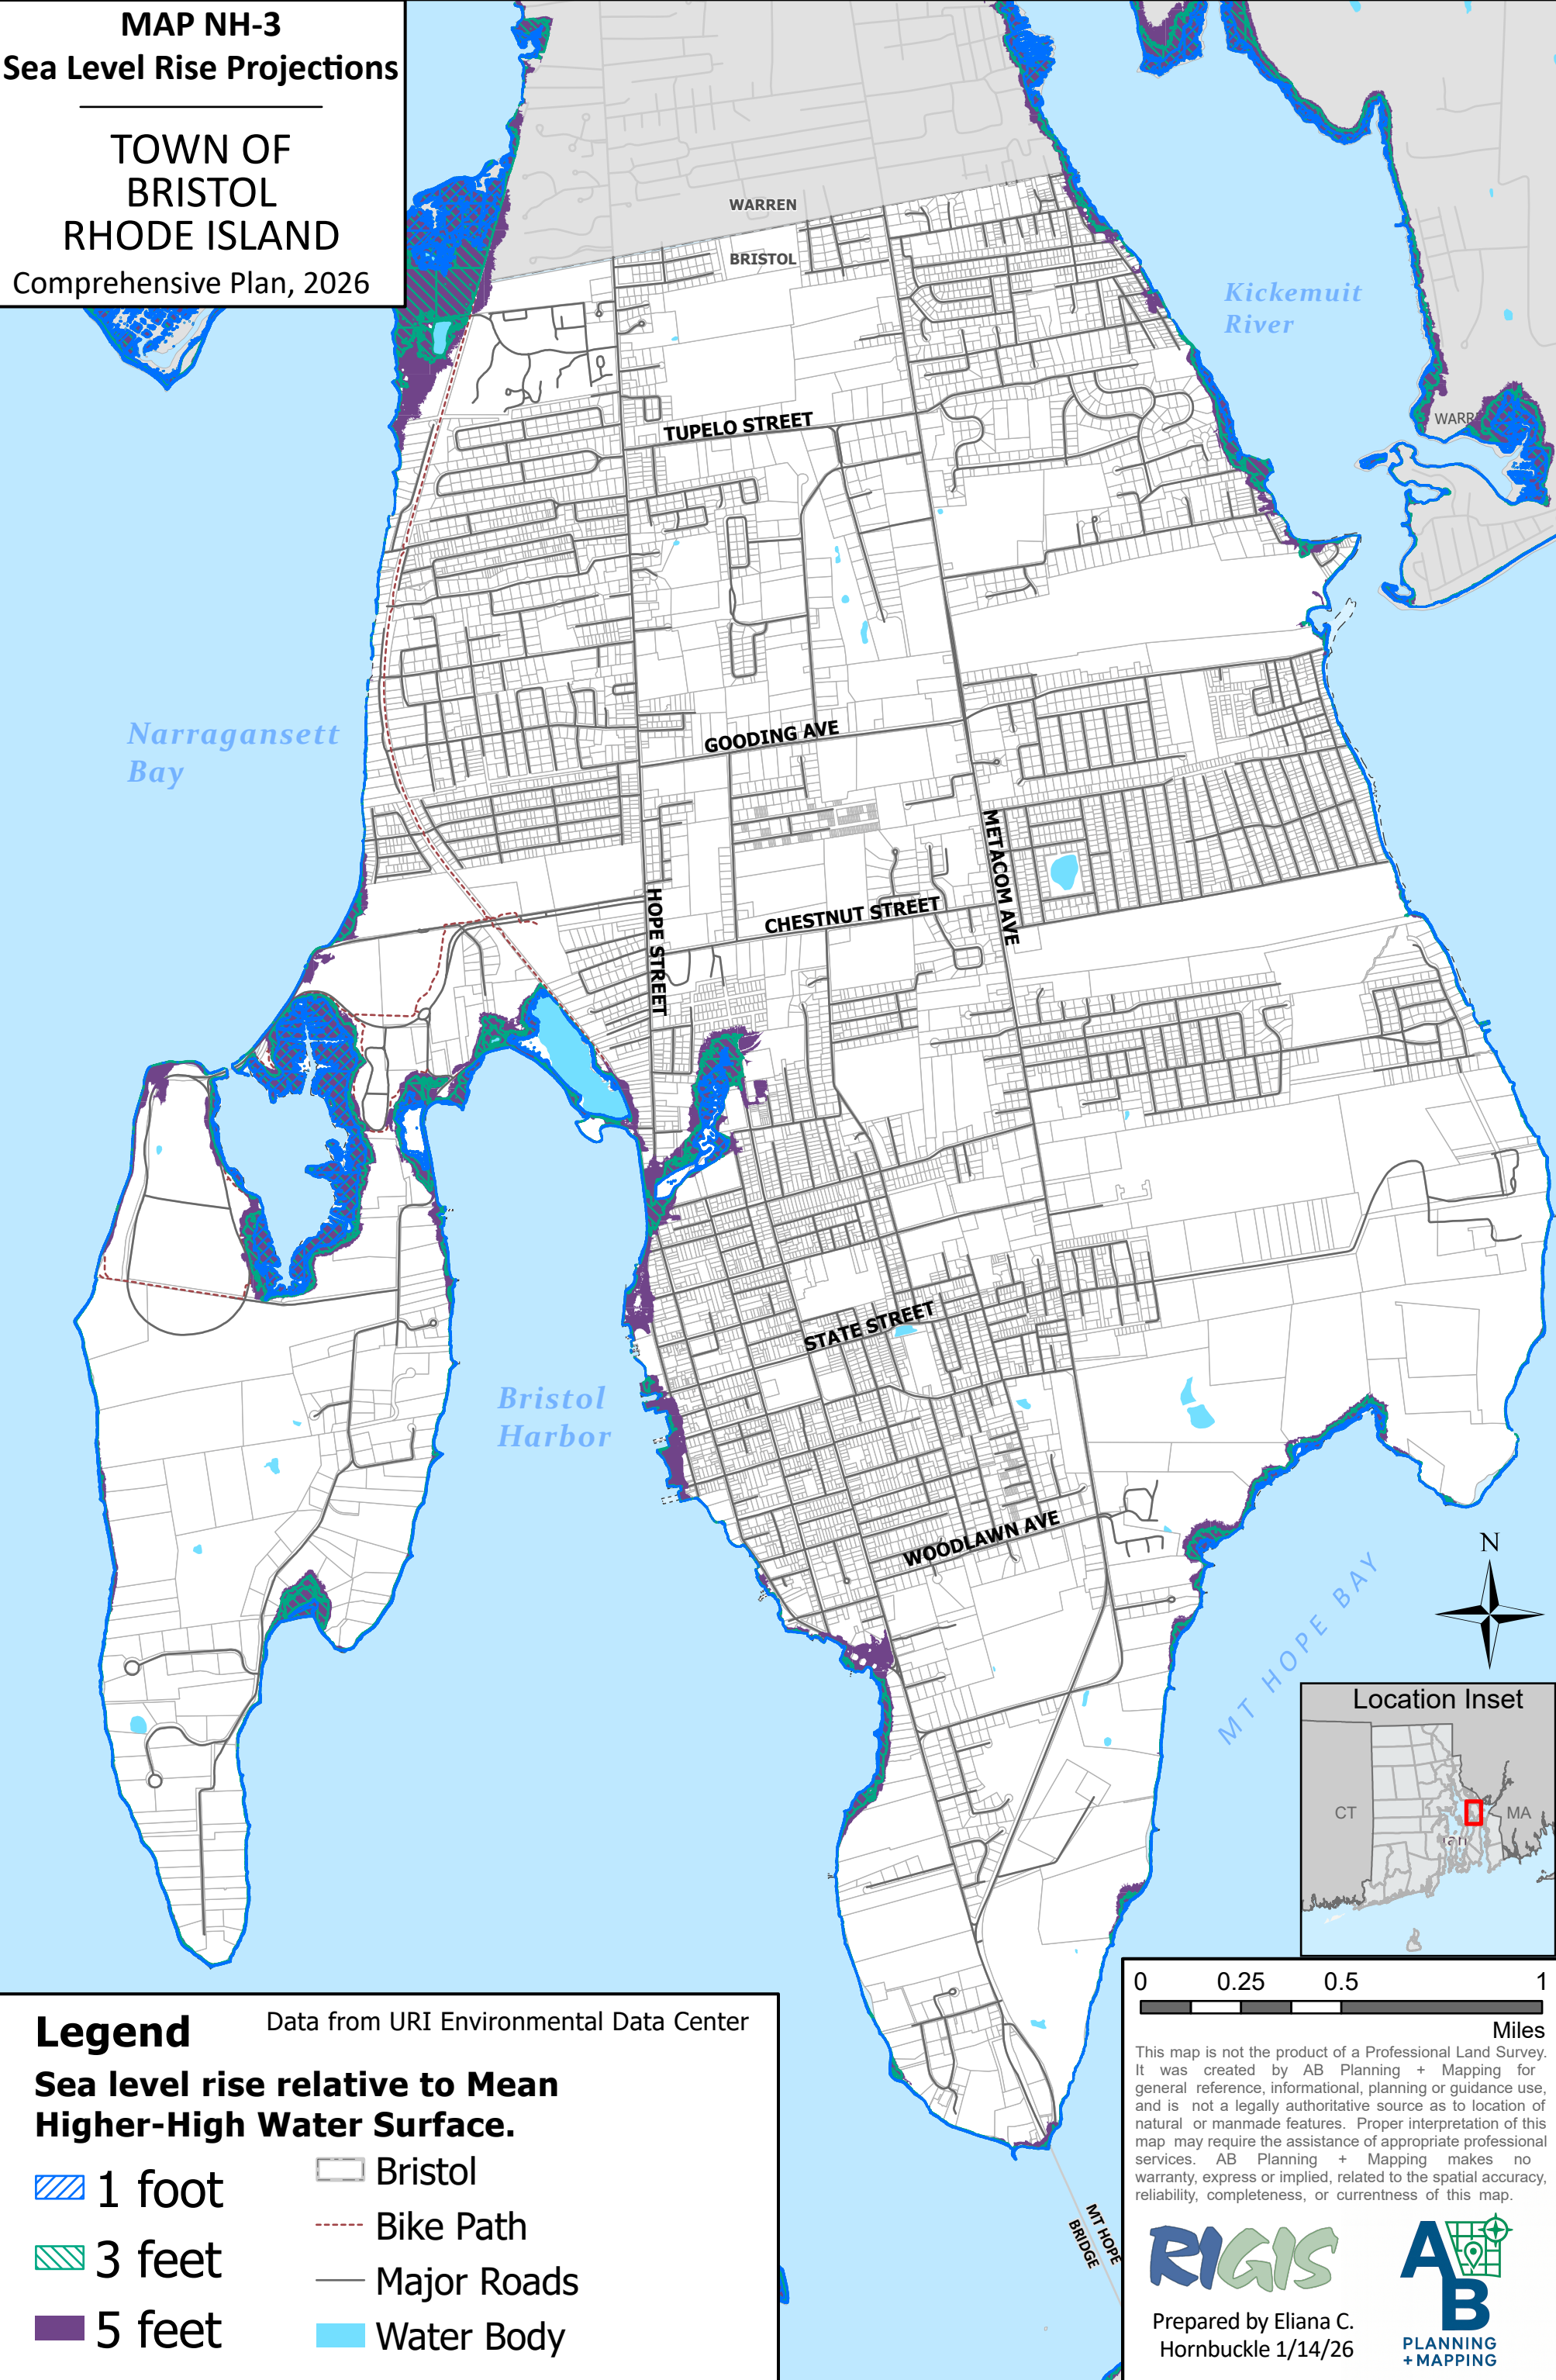 MAP NH-3
Sea Level Rise Projections
TOWN OF
BRISTOL
RHODE ISLAND
Comprehensive Plan, 2026
WARREN
BRISTOL
Kickemuit
River
WARR
TUPELO STREET
Narragansett
Bay
GOODING AVE
METACOM AVE
HOPE STREET
CHESTNUT STREET
STATE STREET
Bristol
Harbor
WOODLAWN AVE
MT HOPE BAY
N
Location Inset
CT
MA
lan
0 0.25 0.5 1
Miles
This map is not the product of a Professional Land Survey.
It was created by AB Planning + Mapping for
general reference, informational, planning or guidance use,
and is not a legally authoritative source as to location of
natural or manmade features. Proper interpretation of this
map may require the assistance of appropriate professional
services. AB Planning + Mapping makes no
warranty, express or implied, related to the spatial accuracy,
reliability, completeness, or currentness of this map.
MT HOPE
BRIDGE
RIGIS
Prepared by Eliana C.
Hornbuckle 1/14/26
A
B
PLANNING
+MAPPING
Legend
Data from URI Environmental Data Center
Sea level rise relative to Mean
Higher-High Water Surface.
1 foot
3 feet
5 feet
Bristol
Bike Path
Major Roads
Water Body